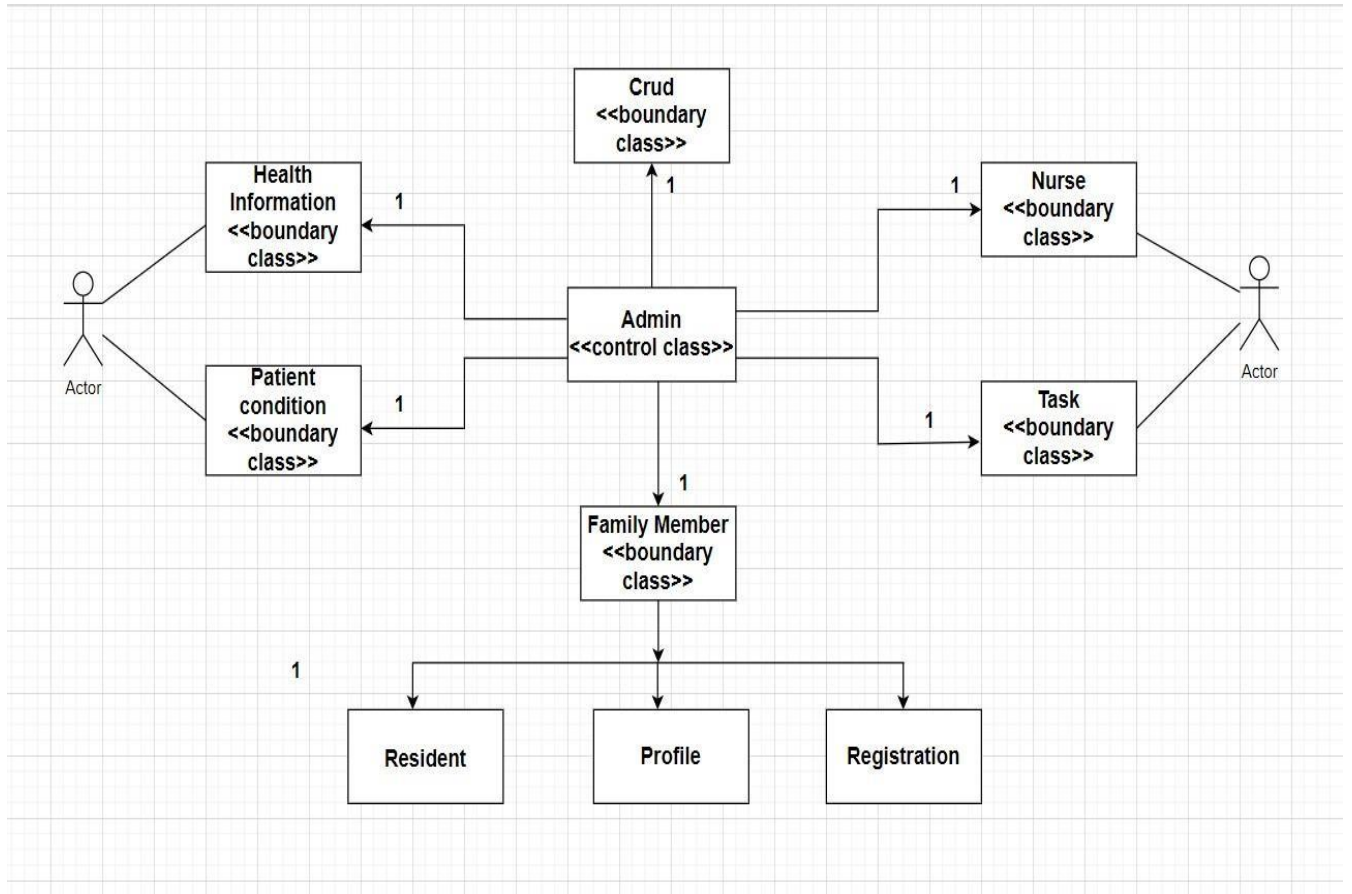 Crud
<<boundary
class>>
1
Health
Information
<<boundary
class>>
1
1
Nurse
<<boundary
class>>
Admin
<<control class>>
Actor
Actor
Patient
condition
<<boundary
class>>
1
1
Task
<<boundary
class>>
1
Family Member
<<boundary
class>>
1
Resident
Profile
Registration